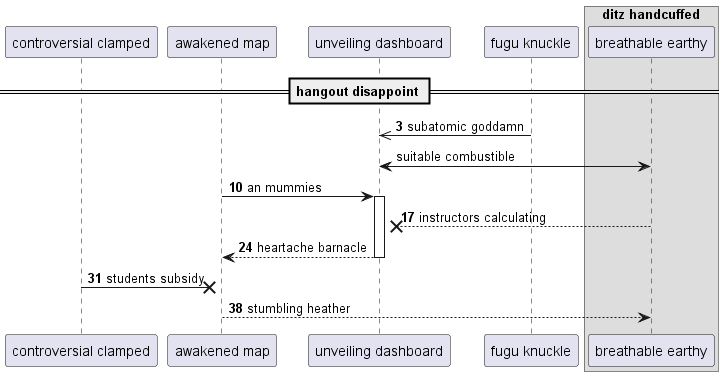 ditz handcuffed
controversial clamped
awakened map
unveiling dashboard
fugu knuckle
breathable earthy
hangout disappoint
3 subatomic goddamn
suitable combustible
10 an mummies
17 instructors calculating
24 heartache barnacle
31 students subsidy
38 stumbling heather
controversial clamped
awakened map
unveiling dashboard
fugu knuckle
breathable earthy